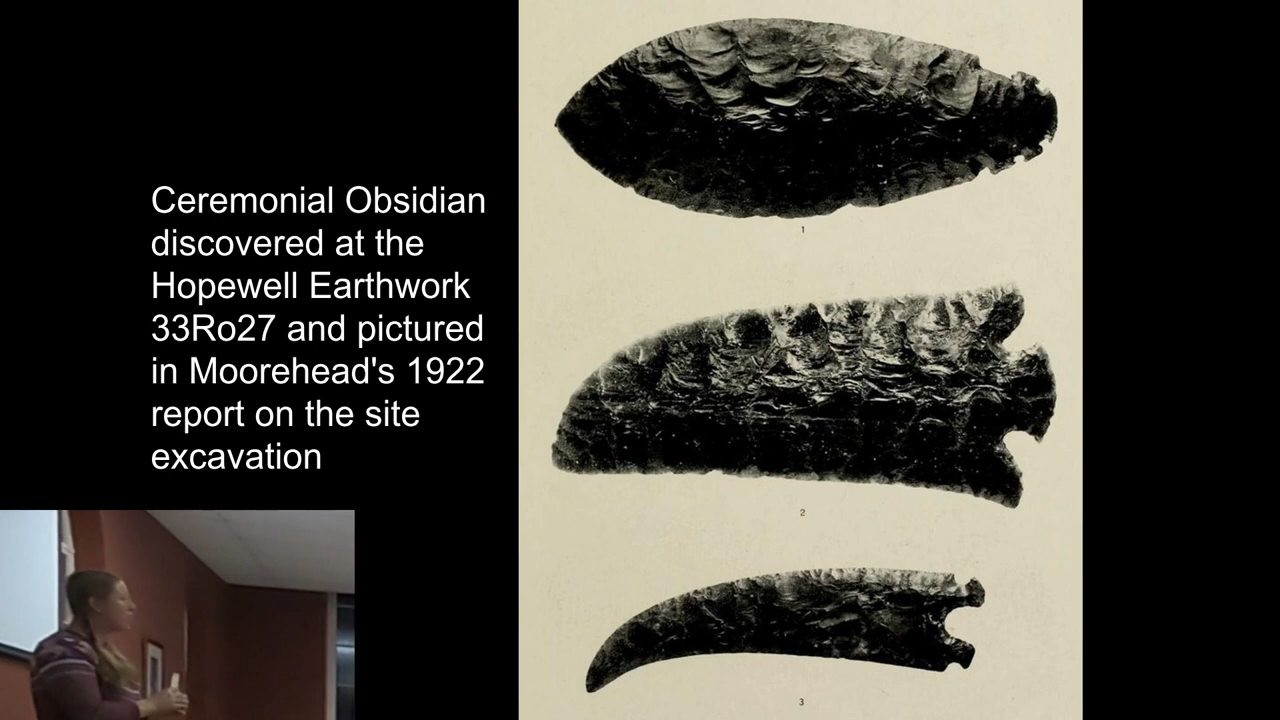 Ceremonial Obsidian
discovered at the
Hopewell Earthwork
33Ro27 and pictured
in Moorehead's 1922
report on the site
excavation
1
2
3